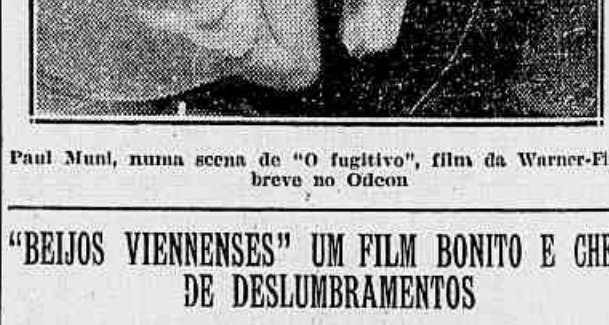 Paul Muni, numa scena de "O fugitivo", film da Warner-Fi
breve no Odeon
"BEIJOS VIENNENSES" UM FILM BONITO E CHE
DE DESLUMBRAMENTOS